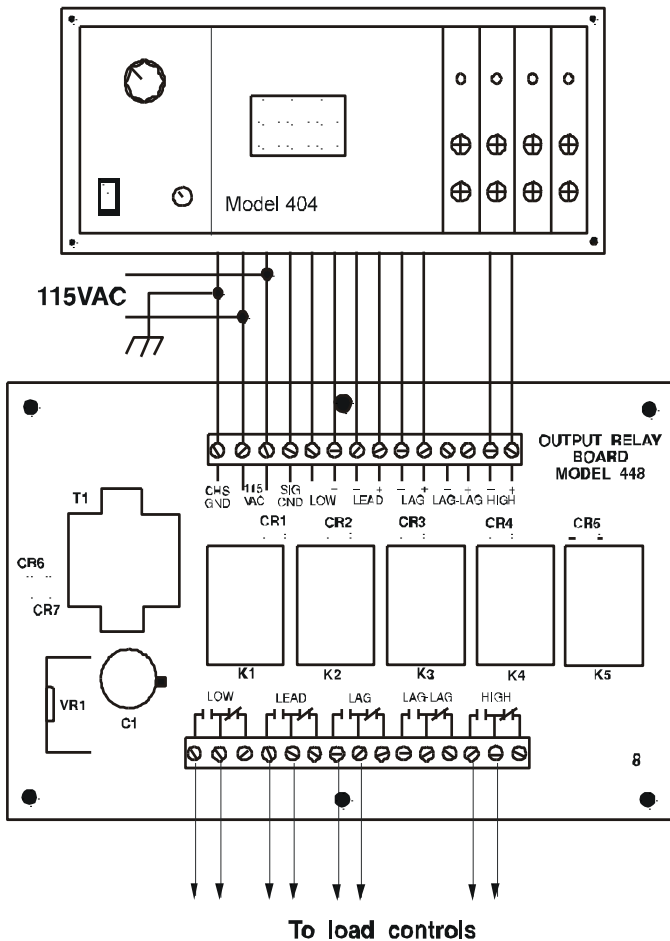 Model 404
115VAC
OUTPUT RELAY
BOARD
MODEL 448
CHS 115 SIG − − + − + − + − +
GND VAC GND LOW LEAD LAG LAG-LAG HIGH
T1
CR1 CR2 CR3 CR4 CR5
CR6
CR7
K1 K2 K3 K4 K5
VR1
C1
LOW LEAD LAG LAG-LAG HIGH
8
To load controls